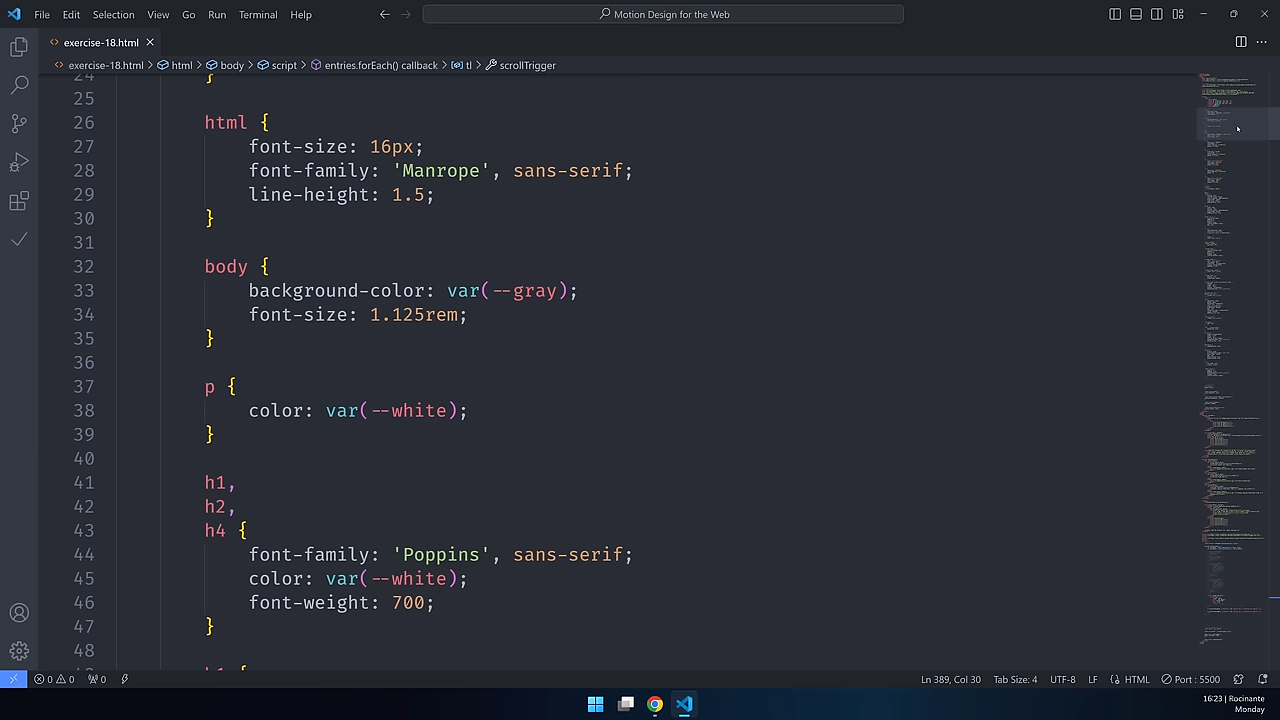 File Edit Selection View Go Run Terminal Help
Motion Design for the Web
exercise-18.html
exercise-18.html > html > body > script > entries.forEach() callback > tl > scrollTrigger
24 }
25
26 html {
27 font-size: 16px;
28 font-family: 'Manrope', sans-serif;
29 line-height: 1.5;
30 }
31
32 body {
33 background-color: var(--gray);
34 font-size: 1.125rem;
35 }
36
37 p {
38 color: var(--white);
39 }
40
41 h1,
42 h2,
43 h4 {
44 font-family: 'Poppins', sans-serif;
45 color: var(--white);
46 font-weight: 700;
47 }
48
0 0 0 Ln 389, Col 30 Tab Size: 4 UTF-8 LF HTML Port : 5500
16:23 | Rocinante
Monday